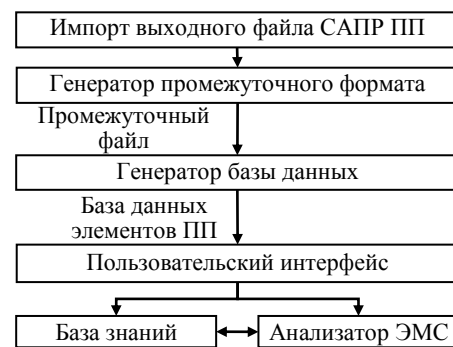 Импорт выходного файла САПР ПП
Генератор промежуточного формата
Промежуточный
файл
Генератор базы данных
База данных
элементов ПП
Пользовательский интерфейс
База знаний
Анализатор ЭМС